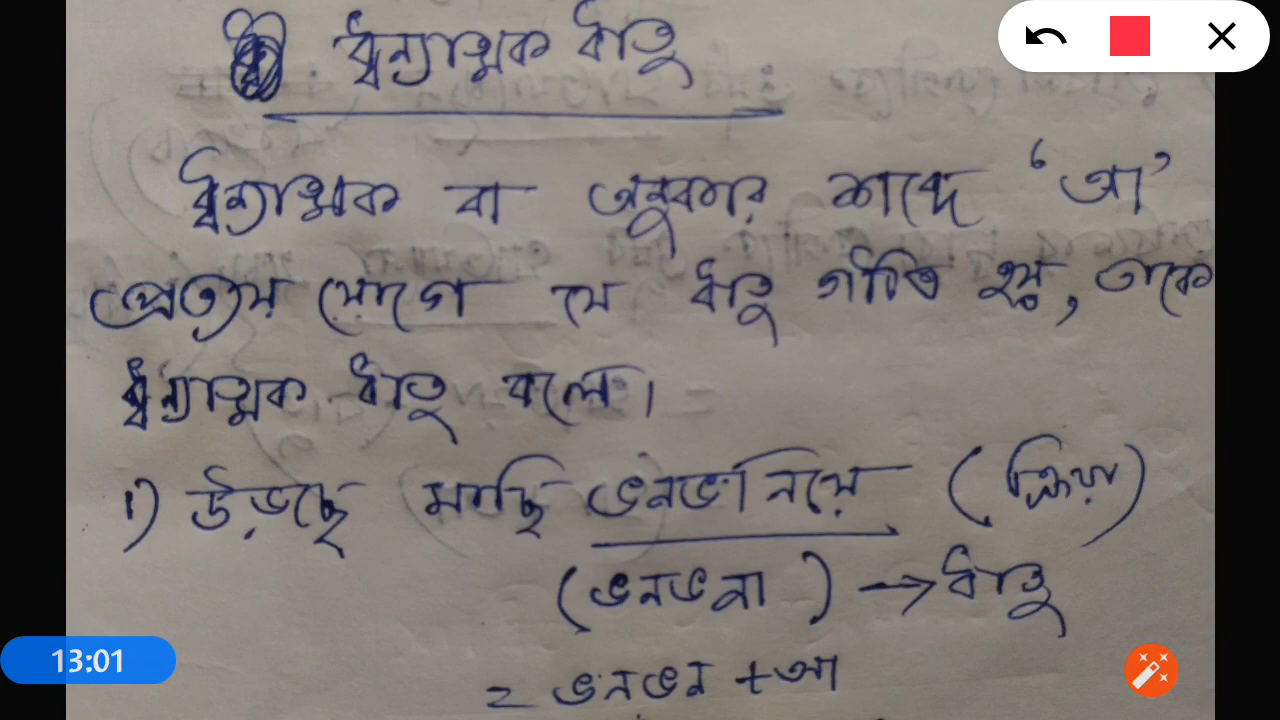 ধ্বন্যাত্মক ধাতু
ধ্বন্যাত্মক বা অনুকার শব্দে ‘আ’
প্রত্যয় যোগে যে ধাতু গঠিত হয়, তাকে
ধ্বন্যাত্মক ধাতু বলে।
১) উড়ছে মাছি ভনভনিয়ে (ক্রিয়া)
(ভনভনা) → ধাতু
= ভনভন + আ
13:01